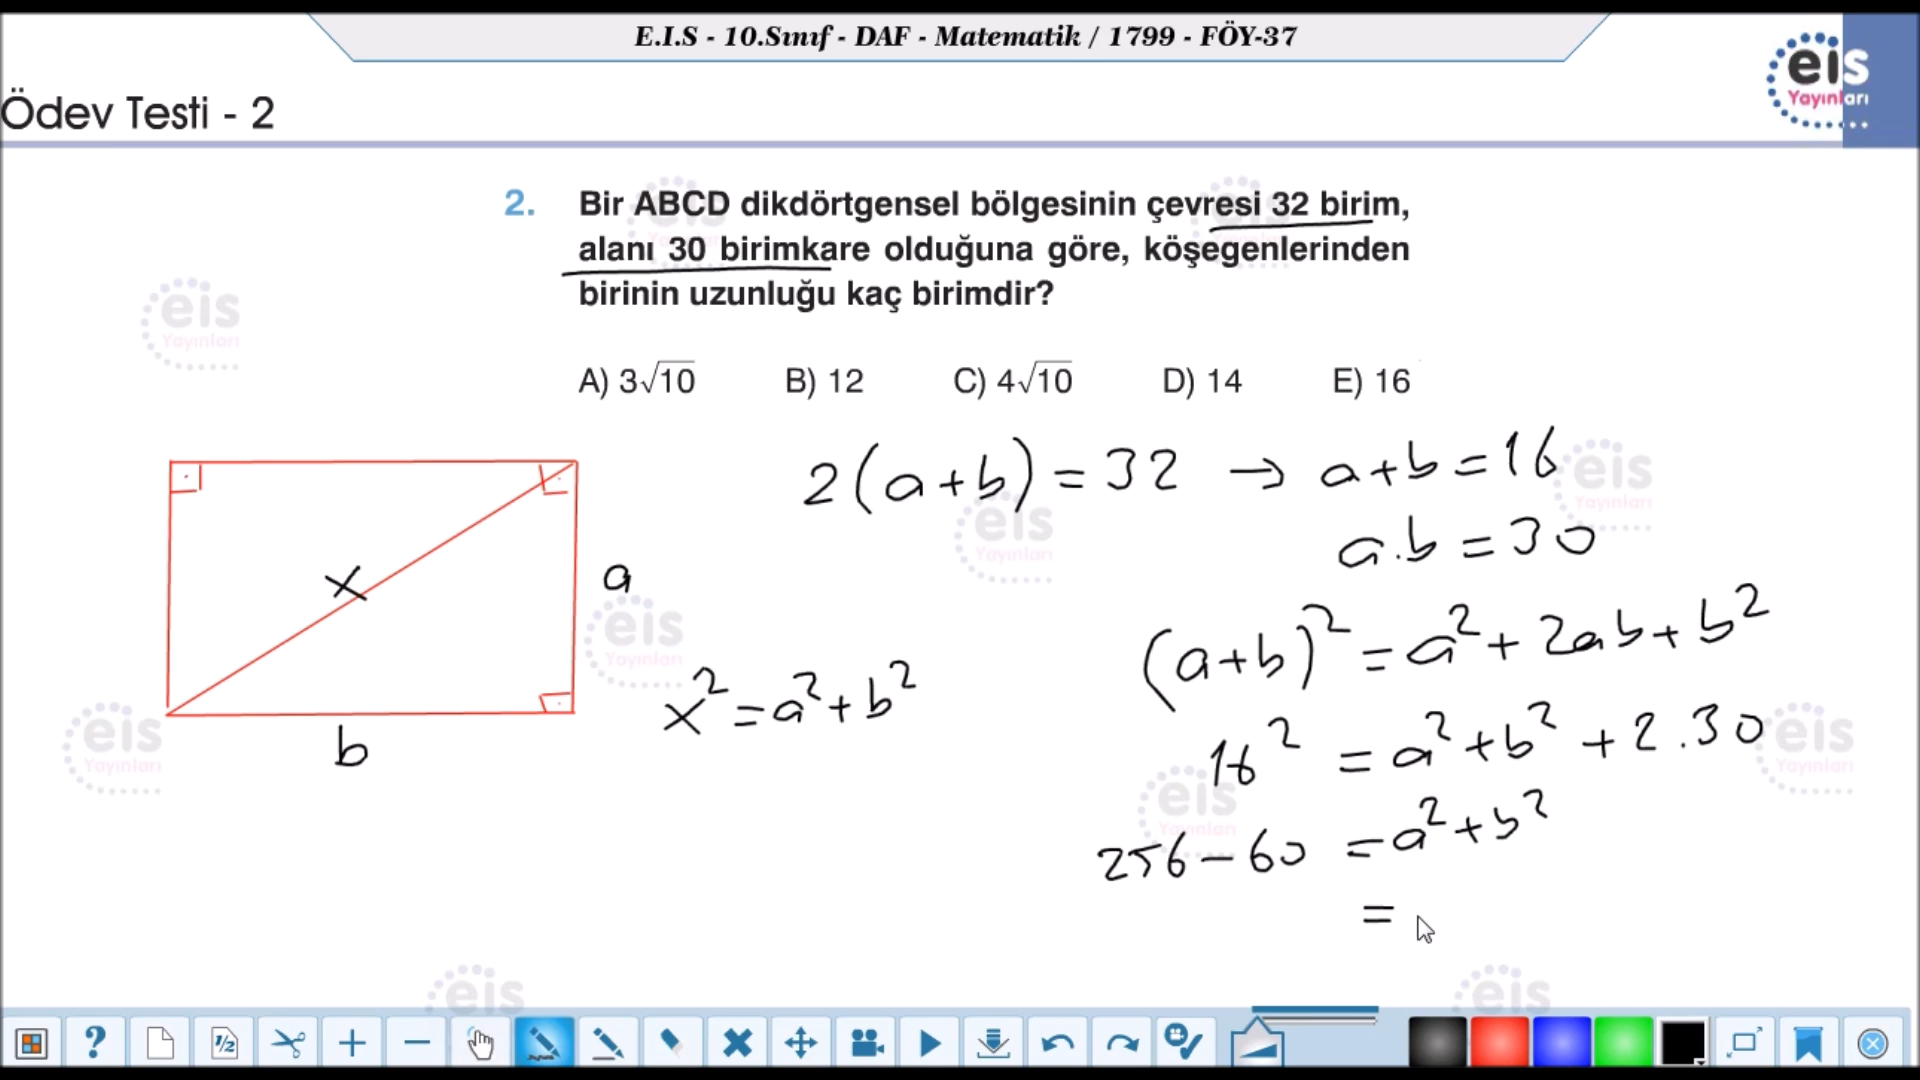 E.I.S - 10.Sınıf - DAF - Matematik / 1799 - FÖY-37
eis
Yayınları
Ödev Testi - 2
2. Bir ABCD dikdörtgensel bölgesinin çevresi 32 birim,
alanı 30 birimkare olduğuna göre, köşegenlerinden
birinin uzunluğu kaç birimdir?
A) 3√10 B) 12 C) 4√10 D) 14 E) 16
2(a+b) = 32 → a+b = 16
a.b = 30
x
a
b
x² = a² + b²
(a+b)² = a² + 2ab + b²
16² = a² + b² + 2.30
256 - 60 = a² + b²
=